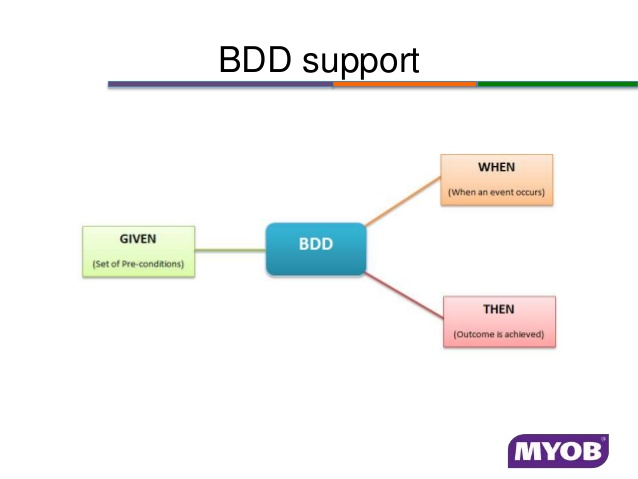 BDD support
WHEN
(When an event occurs)
GIVEN
(Set of Pre-conditions)
BDD
THEN
(Outcome is achieved)
MYOB®